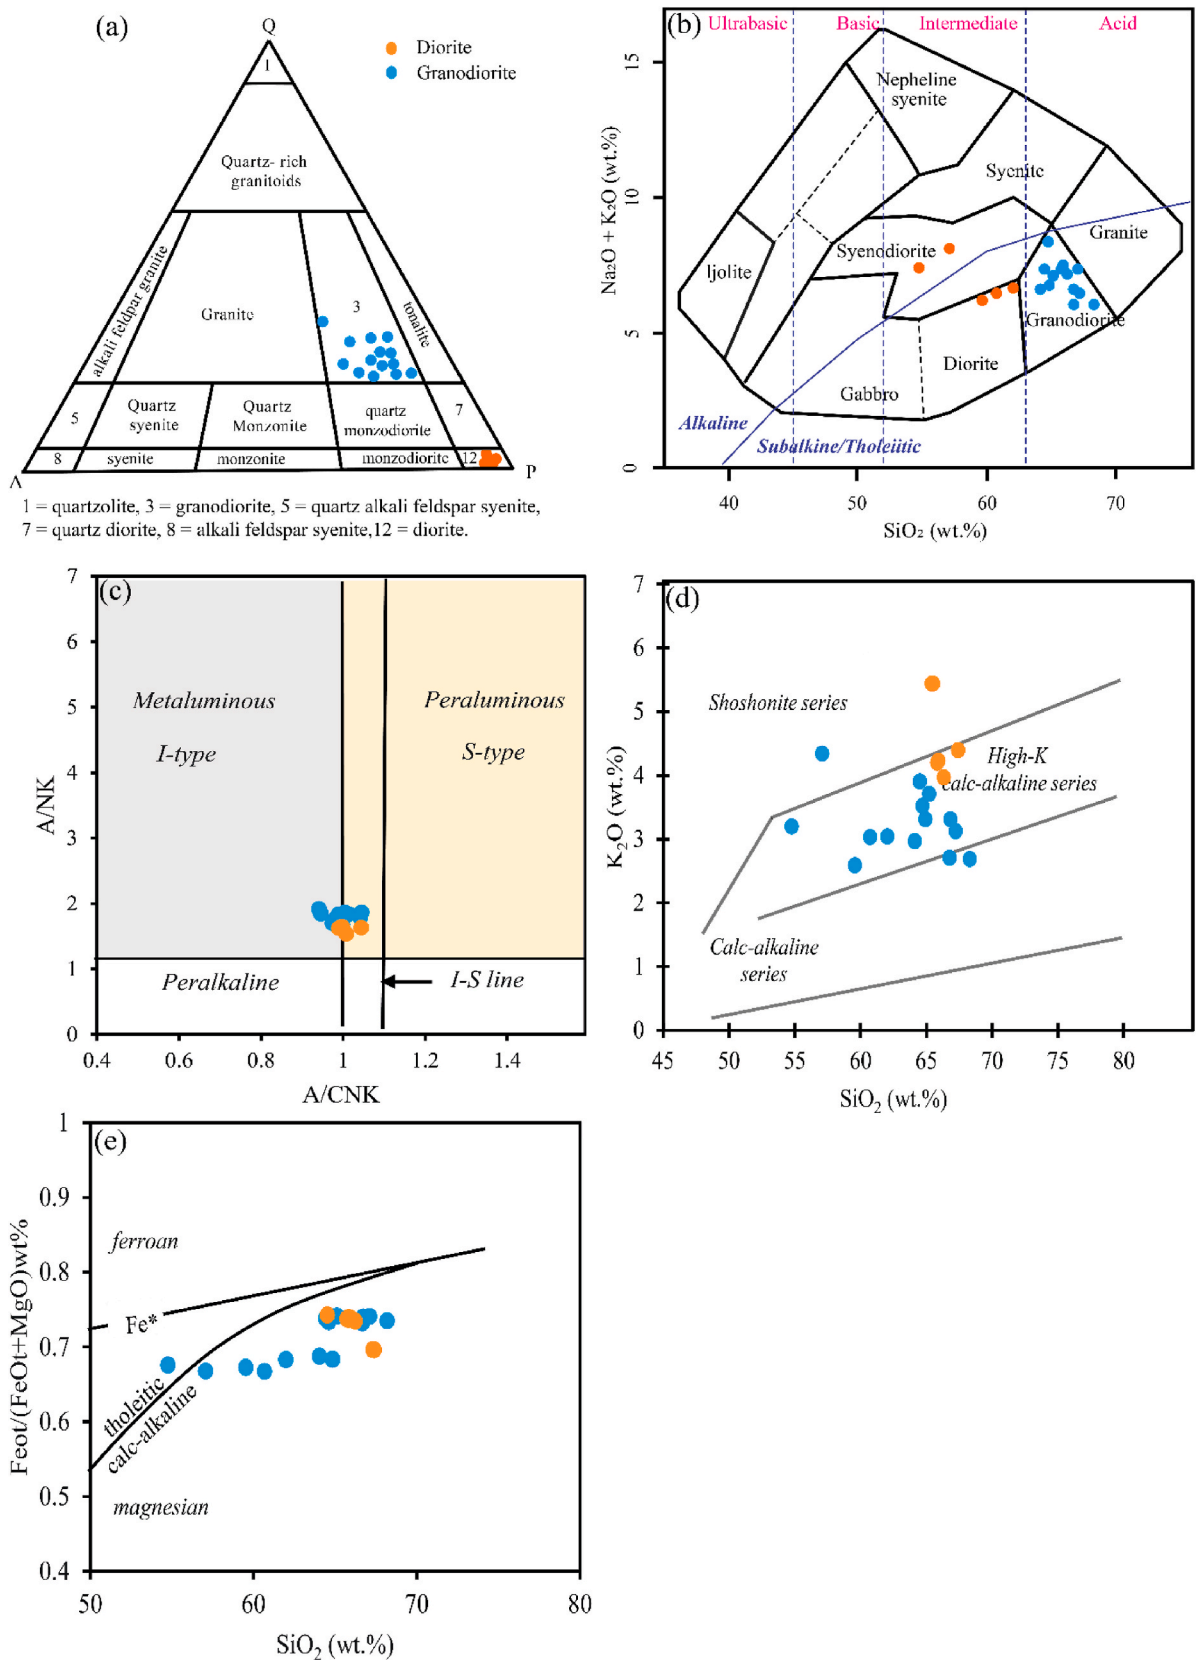 (a)
Q
Diorite
Granodiorite
1
Quartz- rich
granitoids
alkali feldpar granite
Granite
3
tonalite
5
Quartz
syenite
Quartz
Monzonite
quartz
monzodiorite
7
8
syenite
monzonite
monzodiorite
12
A
P
1 = quartzolite, 3 = granodiorite, 5 = quartz alkali feldspar syenite,
7 = quartz diorite, 8 = alkali feldspar syenite,12 = diorite.
(b)
Ultrabasic
Basic
Intermediate
Acid
Na₂O + K₂O (wt.%)
15
10
5
0
Nepheline
syenite
Syenite
Granite
Syenodiorite
Ijolite
Granodiorite
Diorite
Gabbro
Alkaline
Subalkine/Tholeiitic
40
50
60
70
SiO₂ (wt.%)
(c)
A/NK
7
6
5
4
3
2
1
0
Metaluminous
I-type
Peraluminous
S-type
Peralkaline
I-S line
0.4
0.6
0.8
1
1.2
1.4
A/CNK
(d)
K₂O (wt.%)
7
6
5
4
3
2
1
0
Shoshonite series
High-K
calc-alkaline series
Calc-alkaline
series
45
50
55
60
65
70
75
80
SiO₂ (wt.%)
(e)
Feot/(FeOt+MgO)wt%
1
0.9
0.8
0.7
0.6
0.5
0.4
ferroan
Fe*
tholeitic
calc-alkaline
magnesian
50
60
70
80
SiO₂ (wt.%)